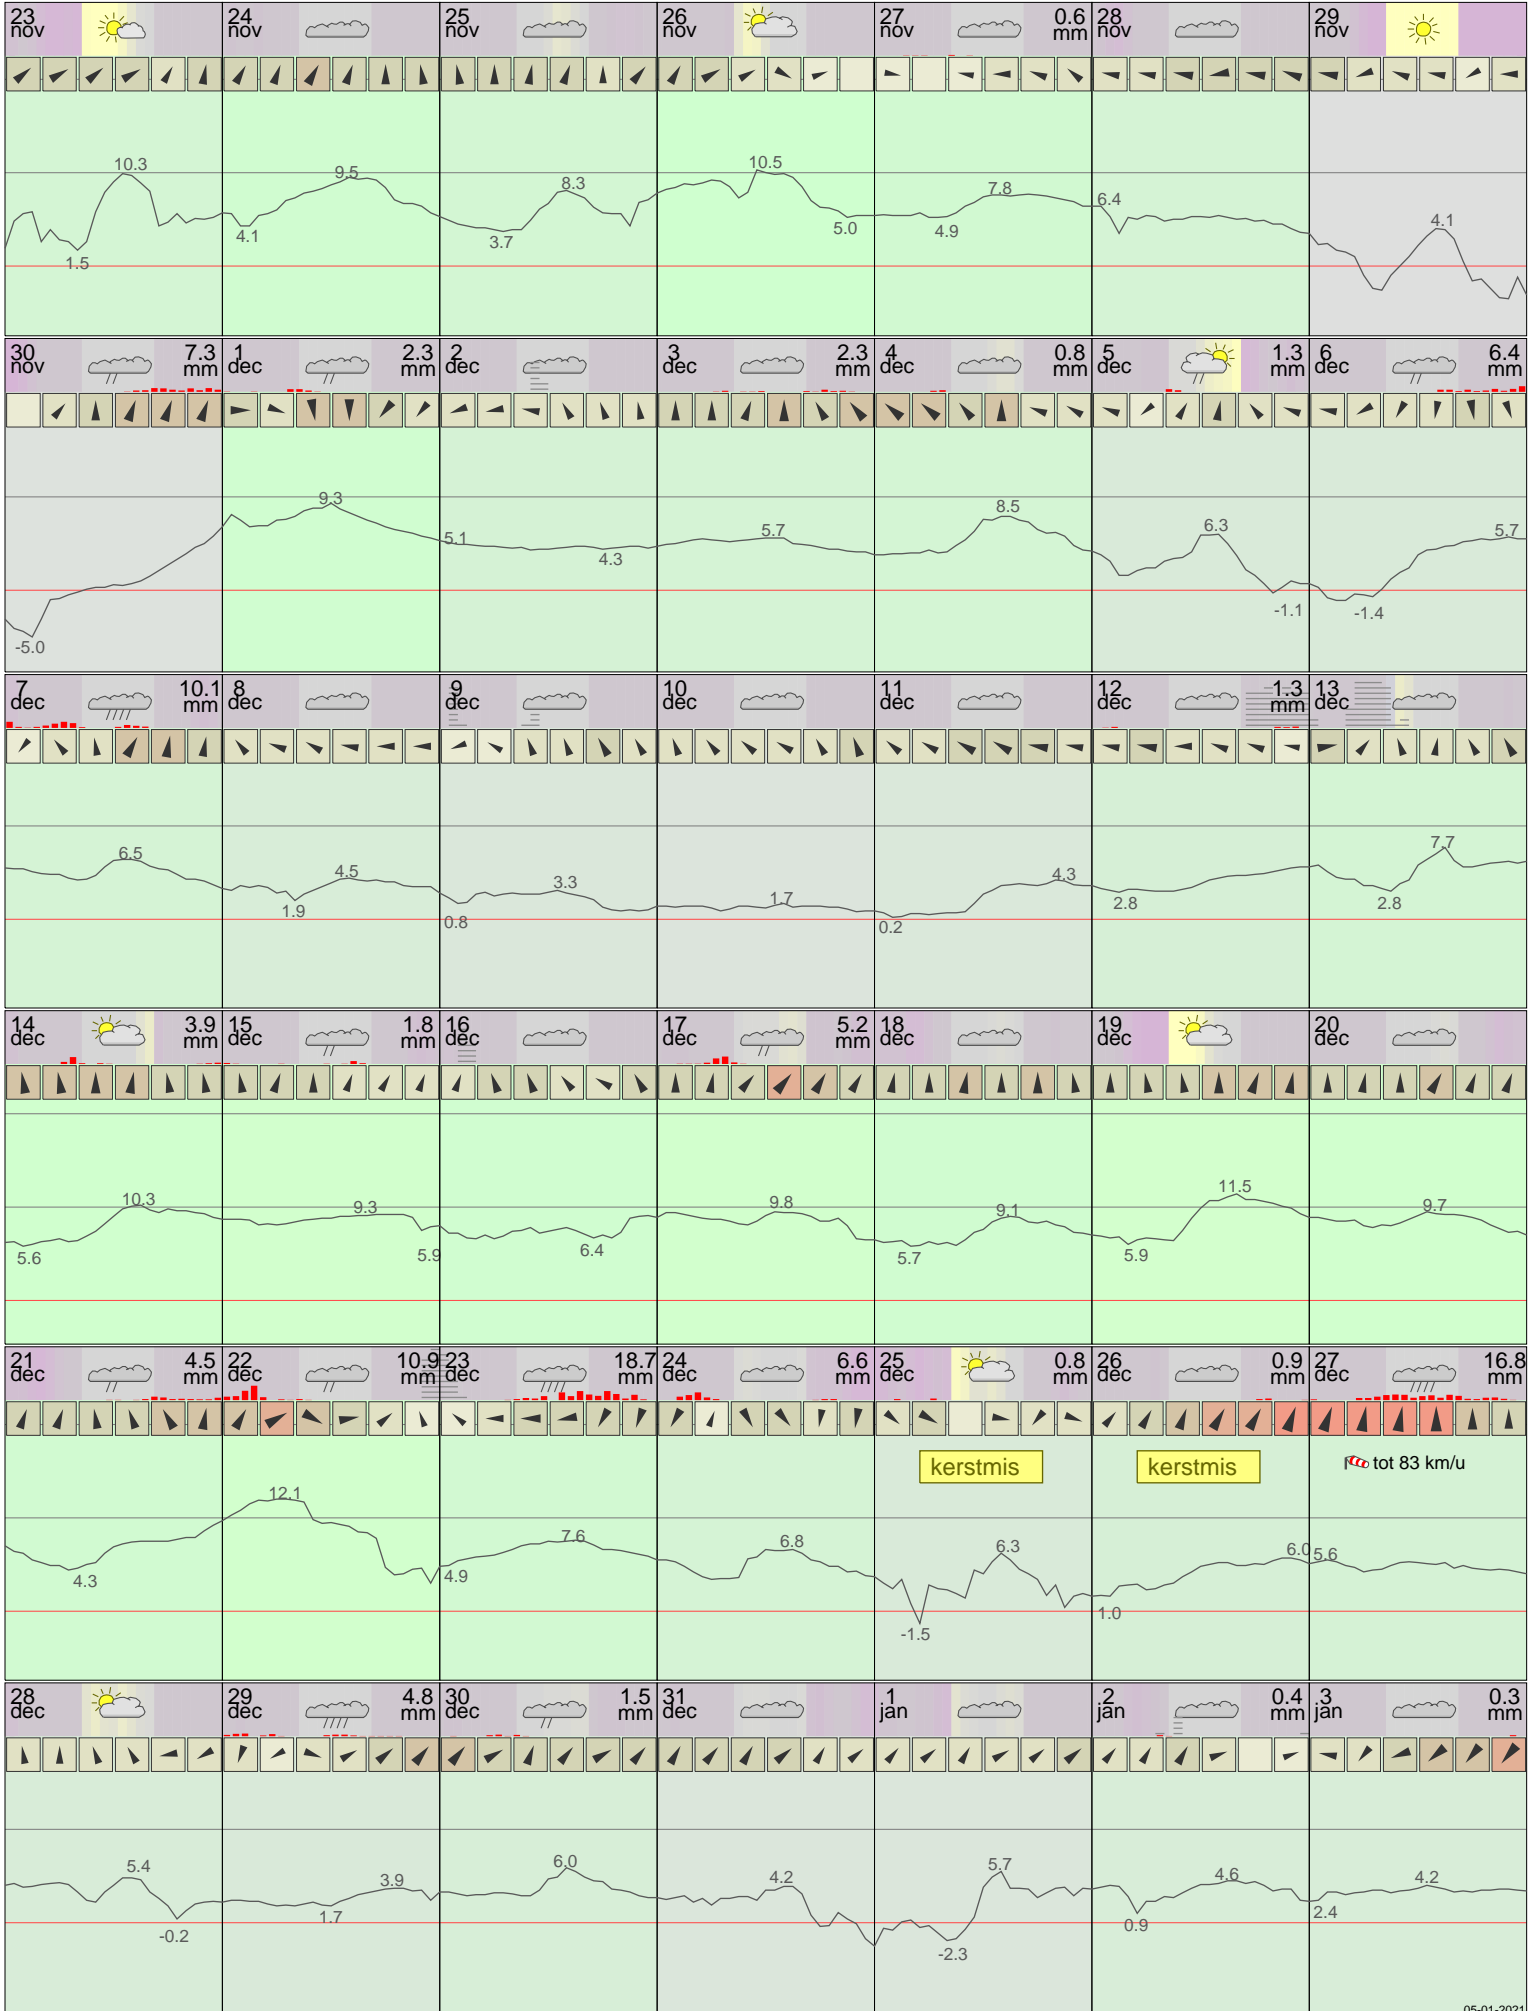 23 nov
24 nov
25 nov
26 nov
27 nov 0.6 mm
28 nov
29 nov
10.3
1.5
9.5
4.1
8.3
3.7
10.5
5.0
7.8
4.9
6.4
4.1
30 nov 7.3 mm
1 dec 2.3 mm
2 dec
3 dec 2.3 mm
4 dec 0.8 mm
5 dec 1.3 mm
6 dec 6.4 mm
-5.0
9.3
5.1
4.3
5.7
8.5
6.3
-1.1
-1.4
5.7
7 dec 10.1 mm
8 dec
9 dec
10 dec
11 dec
12 dec 1.3 mm
13 dec
6.5
4.5
1.9
3.3
0.8
1.7
4.3
0.2
2.8
7.7
2.8
14 dec 3.9 mm
15 dec 1.8 mm
16 dec
17 dec 5.2 mm
18 dec
19 dec
20 dec
10.3
5.6
9.3
5.9
6.4
9.8
9.1
5.7
11.5
5.9
9.7
21 dec 4.5 mm
22 dec 10.9 mm
23 dec 18.7 mm
24 dec 6.6 mm
25 dec 0.8 mm
26 dec 0.9 mm
27 dec 16.8 mm
kerstmis
kerstmis
tot 83 km/u
4.3
12.1
4.9
7.6
6.8
6.3
-1.5
6.0
1.0
5.6
28 dec
29 dec 4.8 mm
30 dec 1.5 mm
31 dec
1 jan
2 jan 0.4 mm
3 jan 0.3 mm
5.4
-0.2
3.9
1.7
6.0
4.2
5.7
-2.3
4.6
0.9
4.2
2.4
05-01-2021